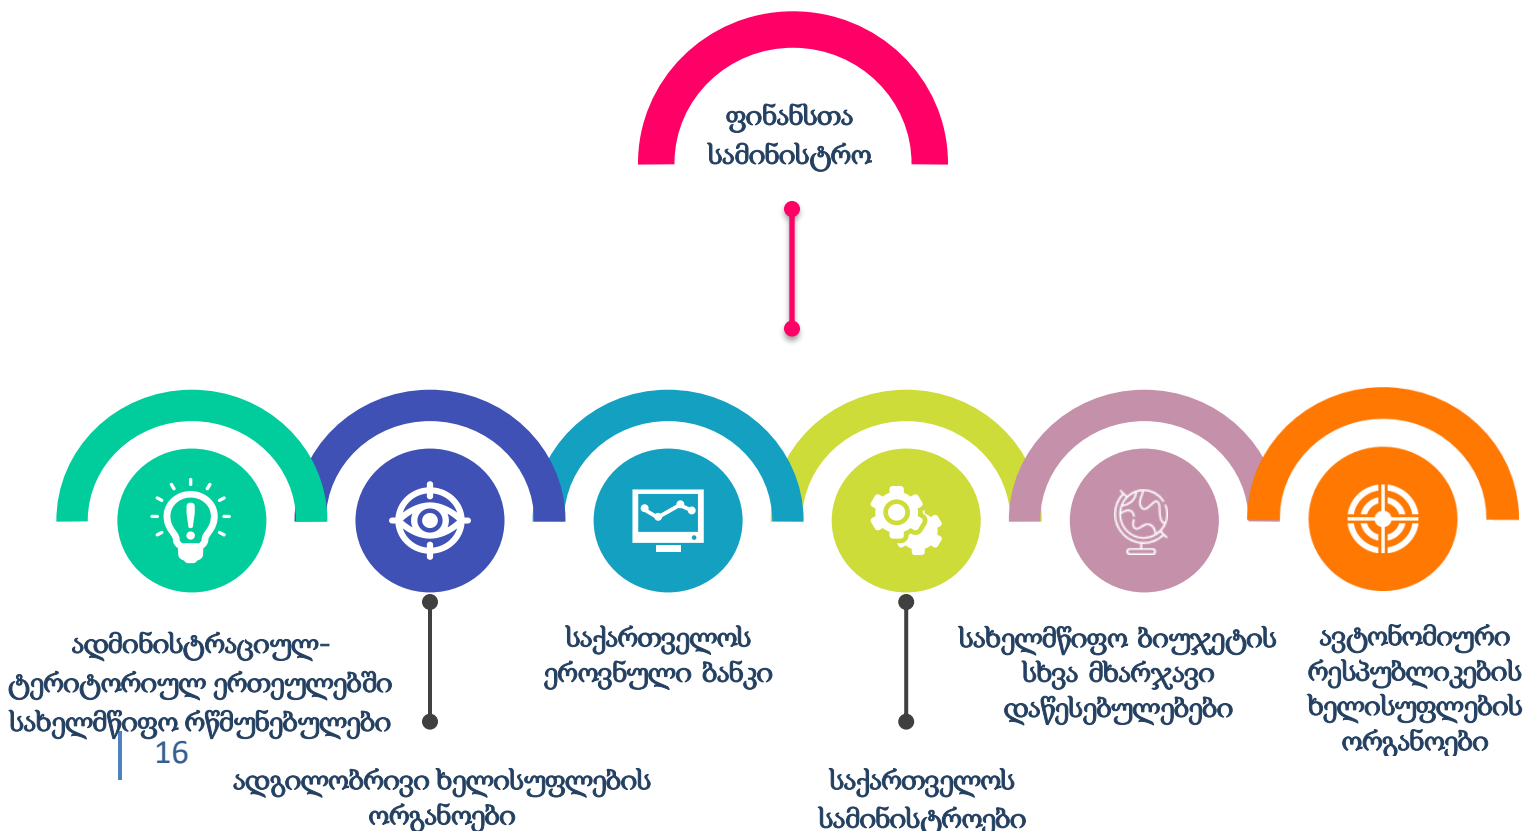 ფინანსთა
სამინისტრო
ადმინისტრაციულ-
ტერიტორიულ ერთეულებში
სახელმწიფო რწმუნებულები
ადგილობრივი ხელისუფლების
ორგანოები
საქართველოს
ეროვნული ბანკი
საქართველოს
სამინისტროები
სახელმწიფო ბიუჯეტის
სხვა მხარჯავი
დაწესებულებები
ავტონომიური
რესპუბლიკების
ხელისუფლების
ორგანოები
16